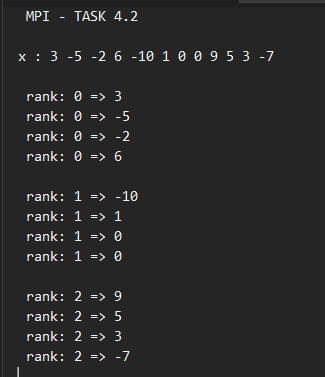 MPI - TASK 4.2
x : 3 -5 -2 6 -10 1 0 0 9 5 3 -7
rank: 0 => 3
rank: 0 => -5
rank: 0 => -2
rank: 0 => 6
rank: 1 => -10
rank: 1 => 1
rank: 1 => 0
rank: 1 => 0
rank: 2 => 9
rank: 2 => 5
rank: 2 => 3
rank: 2 => -7